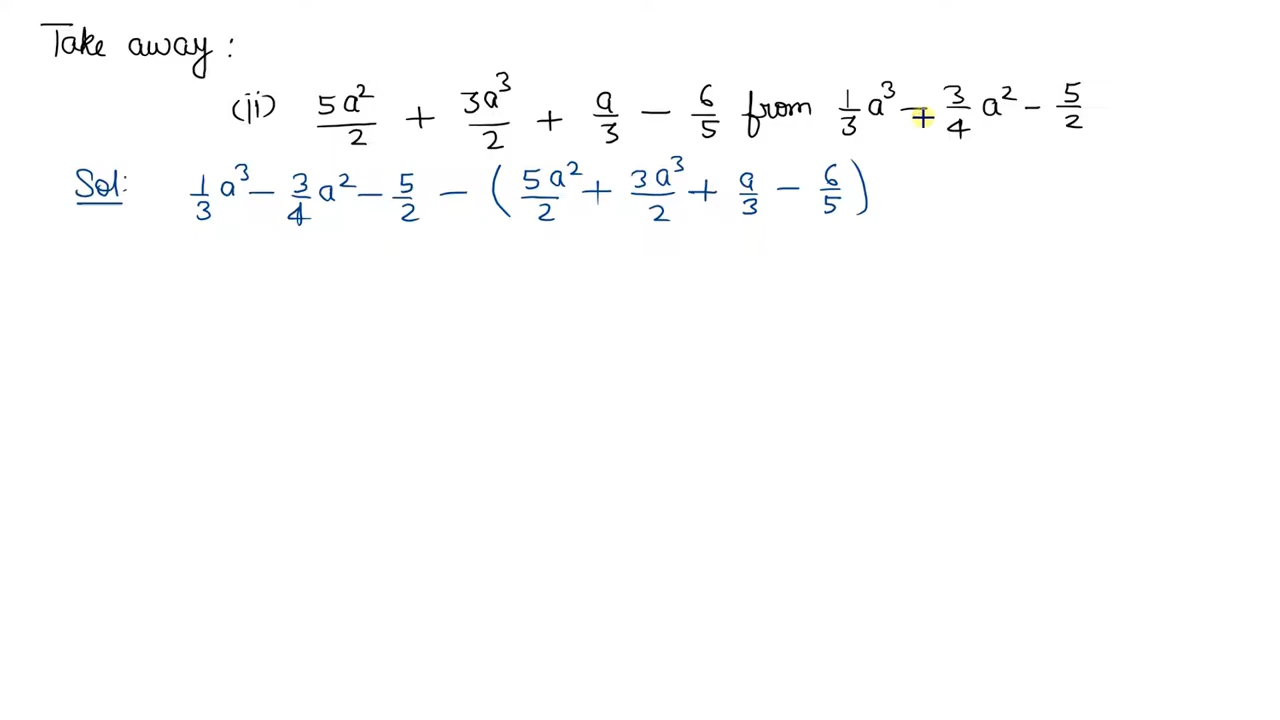 Take away:
(ii) 5a²/2 + 3a³/2 + a/3 − 6/5 from 1/3 a³ − 3/4 a² − 5/2
Sol: 1/3 a³ − 3/4 a² − 5/2 − (5a²/2 + 3a³/2 + a/3 − 6/5)